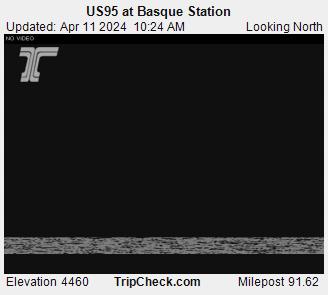 US95 at Basque Station
Updated: Apr 11 2024 10:24 AM Looking North
NO VIDEO
Elevation 4460 TripCheck.com Milepost 91.62